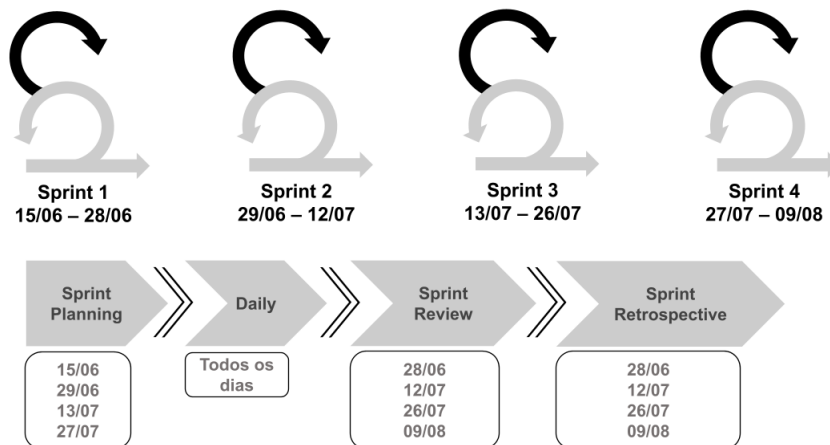 Sprint 1
15/06 – 28/06
Sprint 2
29/06 – 12/07
Sprint 3
13/07 – 26/07
Sprint 4
27/07 – 09/08
Sprint
Planning
Daily
Sprint
Review
Sprint
Retrospective
15/06
29/06
13/07
27/07
Todos os
dias
28/06
12/07
26/07
09/08
28/06
12/07
26/07
09/08